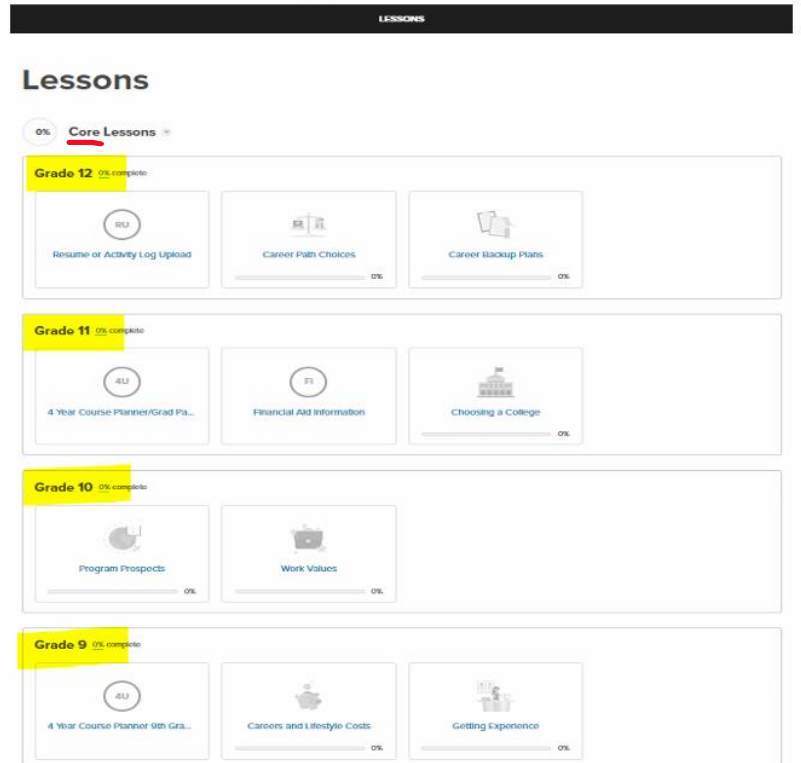 LESSONS
Lessons
0% Core Lessons
Grade 12 0% complete
RU
Resume or Activity Log Upload Career Path Choices Career Backup Plans
0% 0%
Grade 11 0% complete
4U FI
4 Year Course Planner/Grad Pa... Financial Aid Information Choosing a College
0%
Grade 10 0% complete
Program Prospects Work Values
0% 0%
Grade 9 0% complete
4U
4 Year Course Planner 9th Gra... Careers and Lifestyle Costs Getting Experience
0% 0%